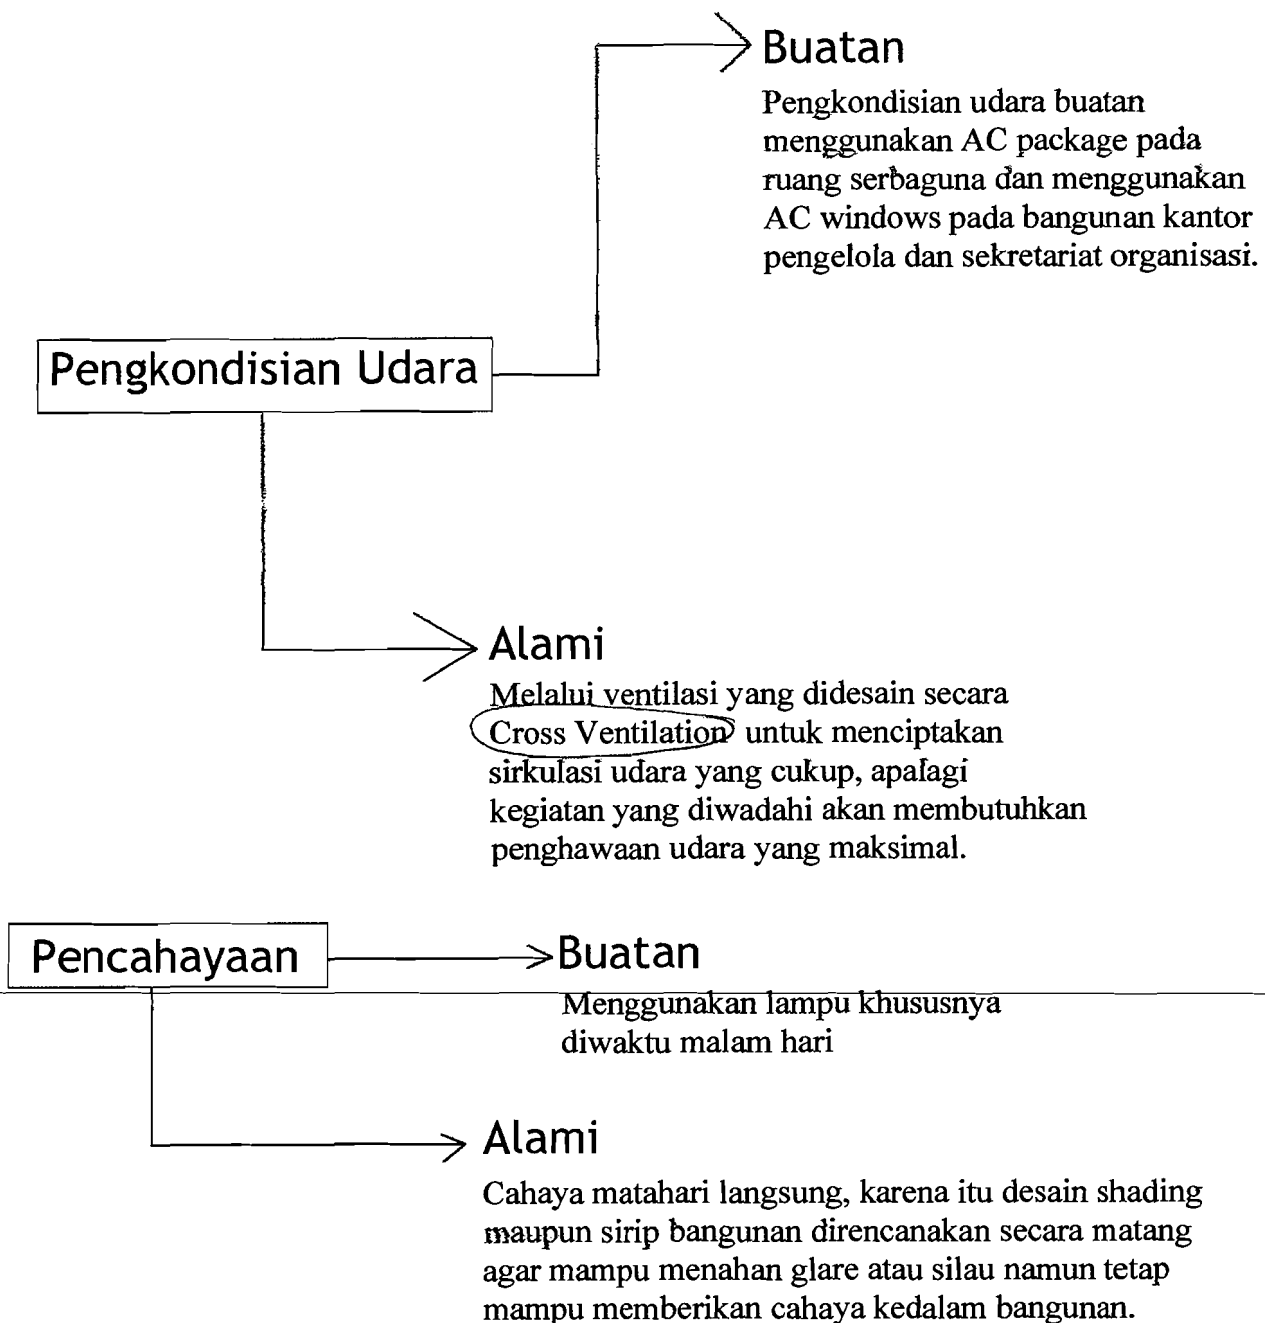 Buatan
Pengkondisian udara buatan
menggunakan AC package pada
ruang serbaguna dan menggunakan
AC windows pada bangunan kantor
pengelola dan sekretariat organisasi.
Pengkondisian Udara
Alami
Melalui ventilasi yang didesain secara
Cross Ventilation untuk menciptakan
sirkulasi udara yang cukup, apalagi
kegiatan yang diwadahi akan membutuhkan
penghawaan udara yang maksimal.
Pencahayaan
Buatan
Menggunakan lampu khususnya
diwaktu malam hari
Alami
Cahaya matahari langsung, karena itu desain shading
maupun sirip bangunan direncanakan secara matang
agar mampu menahan glare atau silau namun tetap
mampu memberikan cahaya kedalam bangunan.